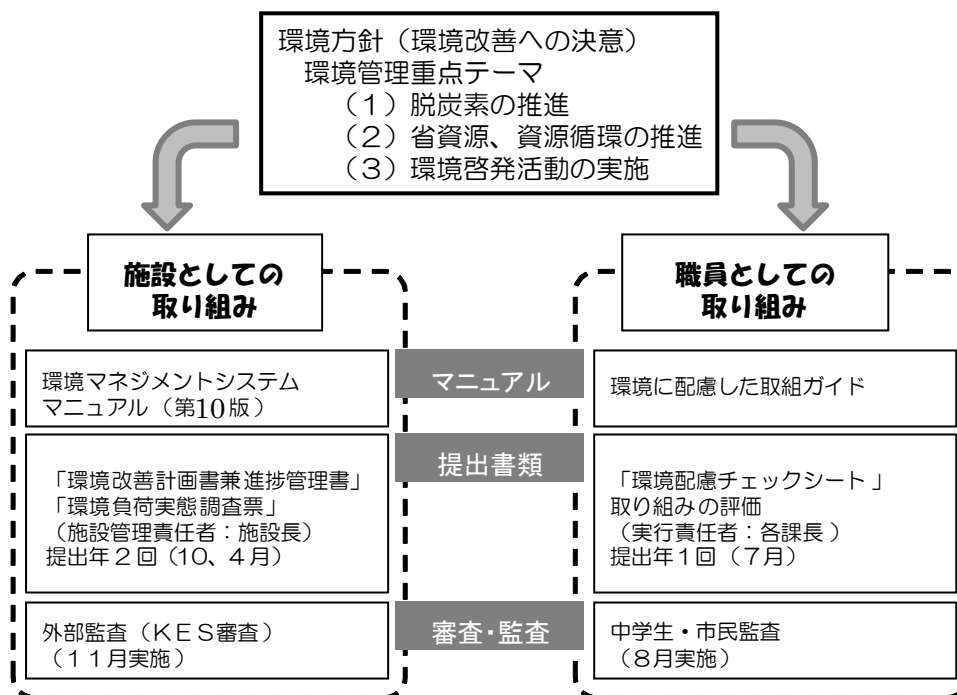 環境方針（環境改善への決意）
環境管理重点テーマ
（１）脱炭素の推進
（２）省資源、資源循環の推進
（３）環境啓発活動の実施
施設としての
取り組み
職員としての
取り組み
環境マネジメントシステム
マニュアル（第10版）
マニュアル
環境に配慮した取組ガイド
「環境改善計画書兼進捗管理書」
「環境負荷実態調査票」
（施設管理責任者：施設長）
提出年２回（10、４月）
提出書類
「環境配慮チェックシート」
取り組みの評価
（実行責任者：各課長）
提出年１回（７月）
外部監査（ＫＥＳ審査）
（１１月実施）
審査・監査
中学生・市民監査
（８月実施）